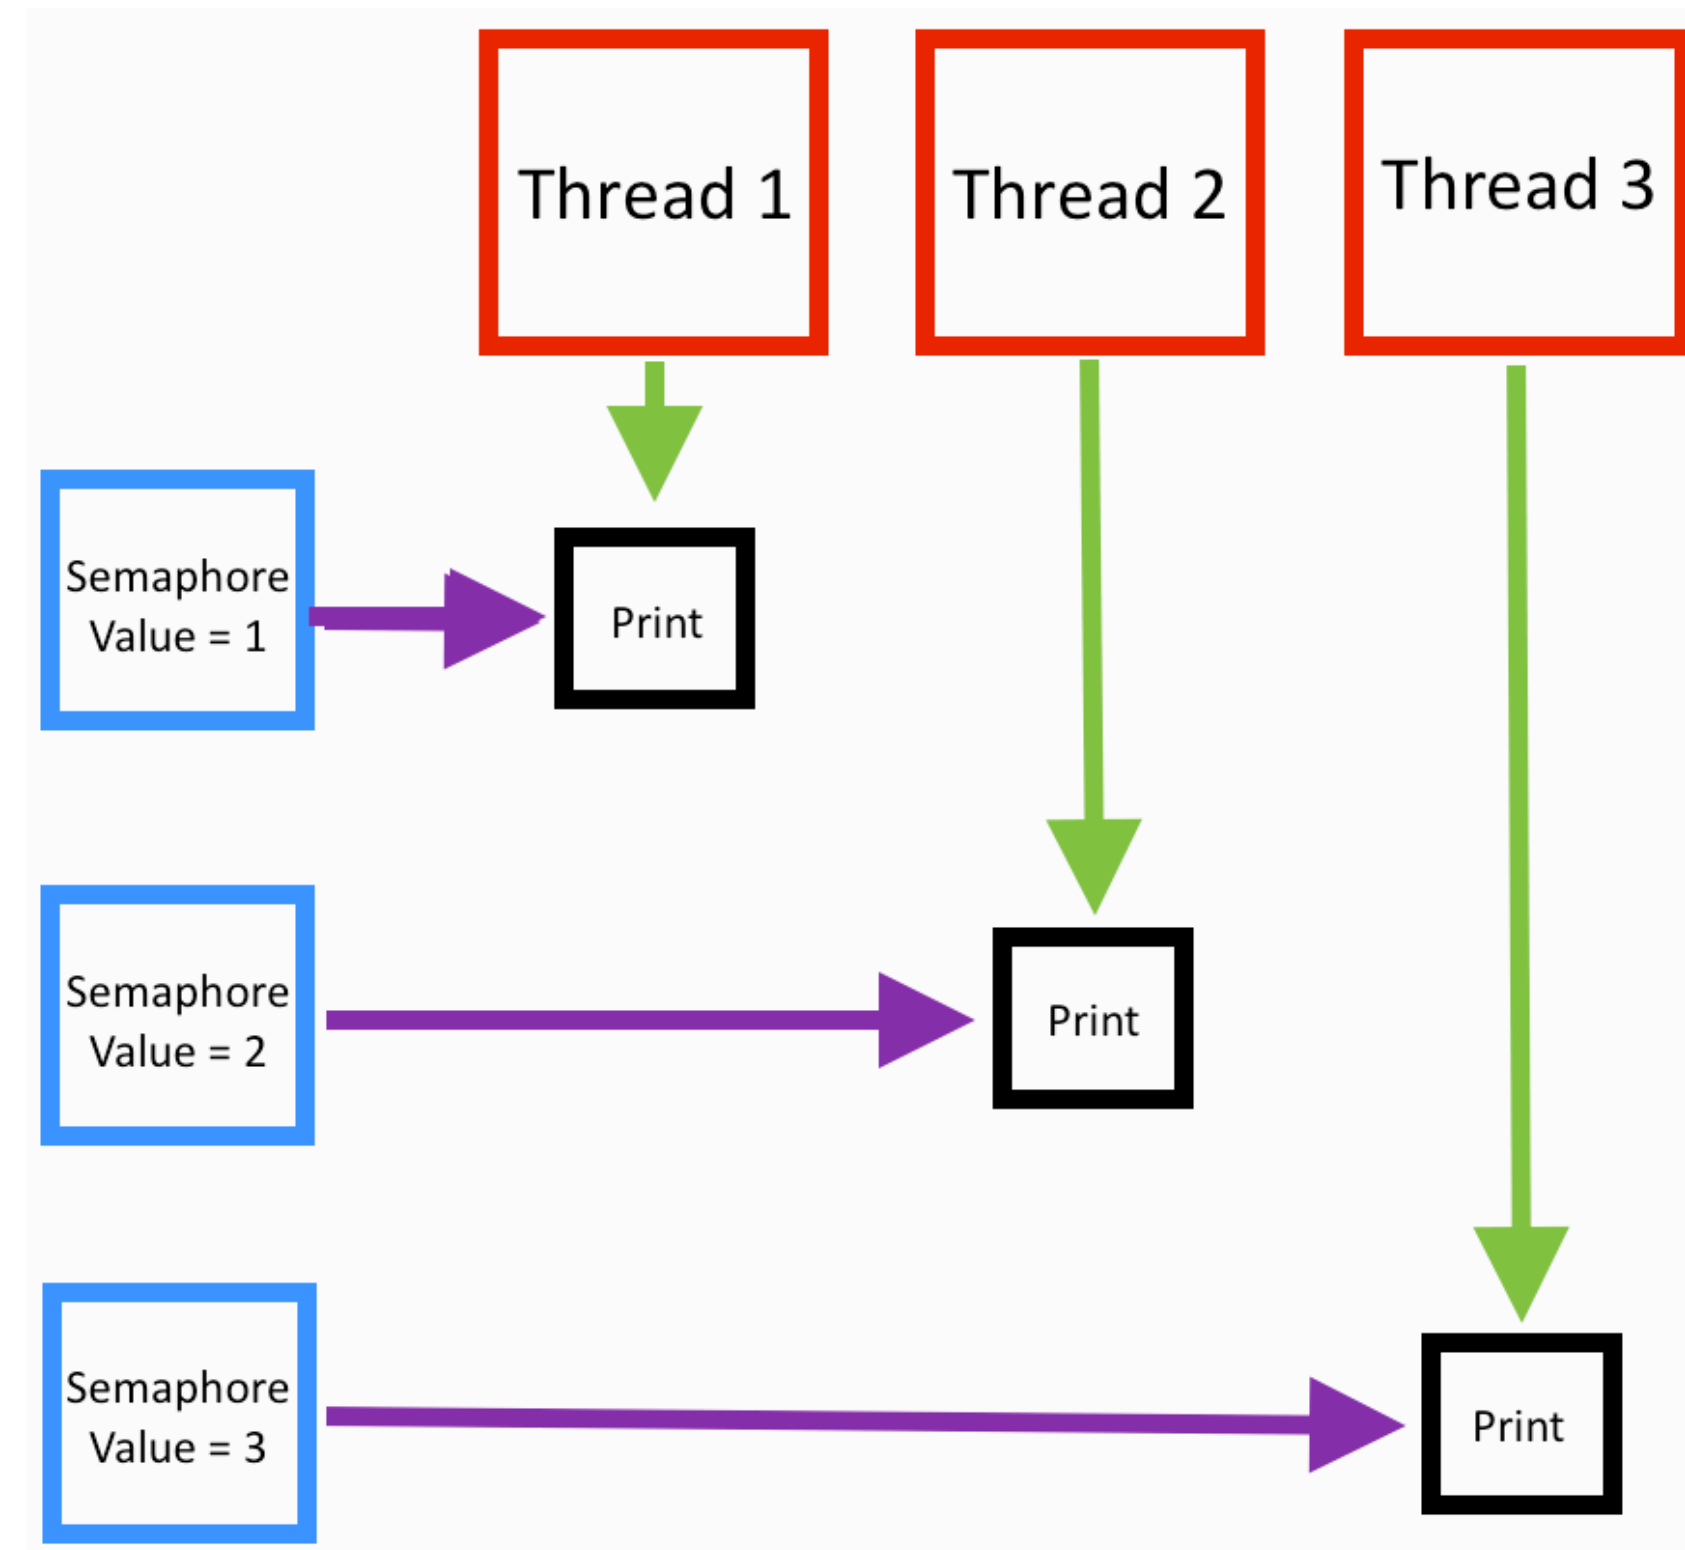 Thread 1
Thread 2
Thread 3
Semaphore
Value = 1
Print
Semaphore
Value = 2
Print
Semaphore
Value = 3
Print